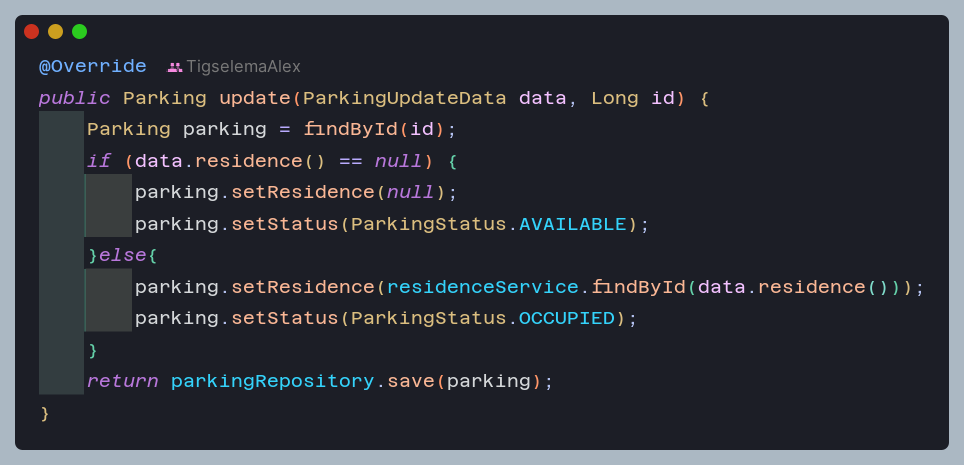 @Override TigselemaAlex
public Parking update(ParkingUpdateData data, Long id) {
    Parking parking = findById(id);
    if (data.residence() == null) {
        parking.setResidence(null);
        parking.setStatus(ParkingStatus.AVAILABLE);
    }else{
        parking.setResidence(residenceService.findById(data.residence()));
        parking.setStatus(ParkingStatus.OCCUPIED);
    }
    return parkingRepository.save(parking);
}